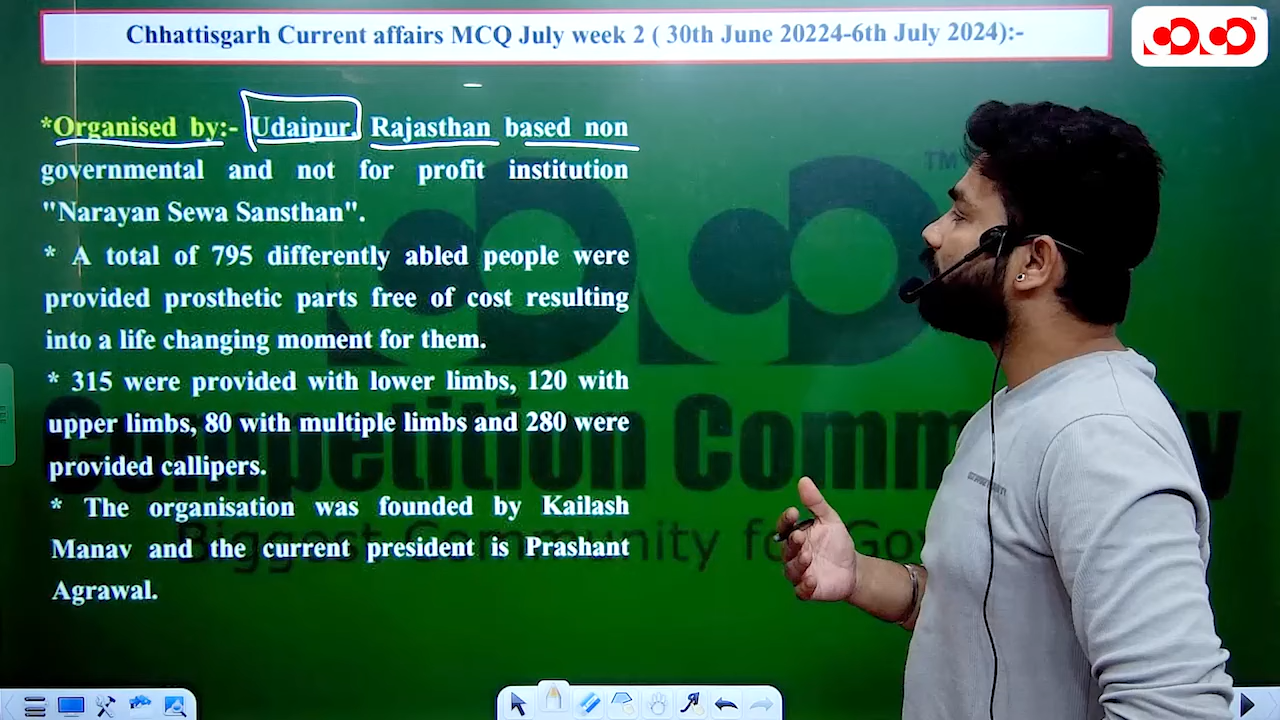 Chhattisgarh Current affairs MCQ July week 2 ( 30th June 20224-6th July 2024):-
*Organised by:- Udaipur, Rajasthan based non
governmental and not for profit institution
"Narayan Sewa Sansthan".
* A total of 795 differently abled people were
provided prosthetic parts free of cost resulting
into a life changing moment for them.
* 315 were provided with lower limbs, 120 with
upper limbs, 80 with multiple limbs and 280 were
provided callipers.
* The organisation was founded by Kailash
Manav and the current president is Prashant
Agrawal.
TM
Competition Comm y
Biggest Community fo Gov